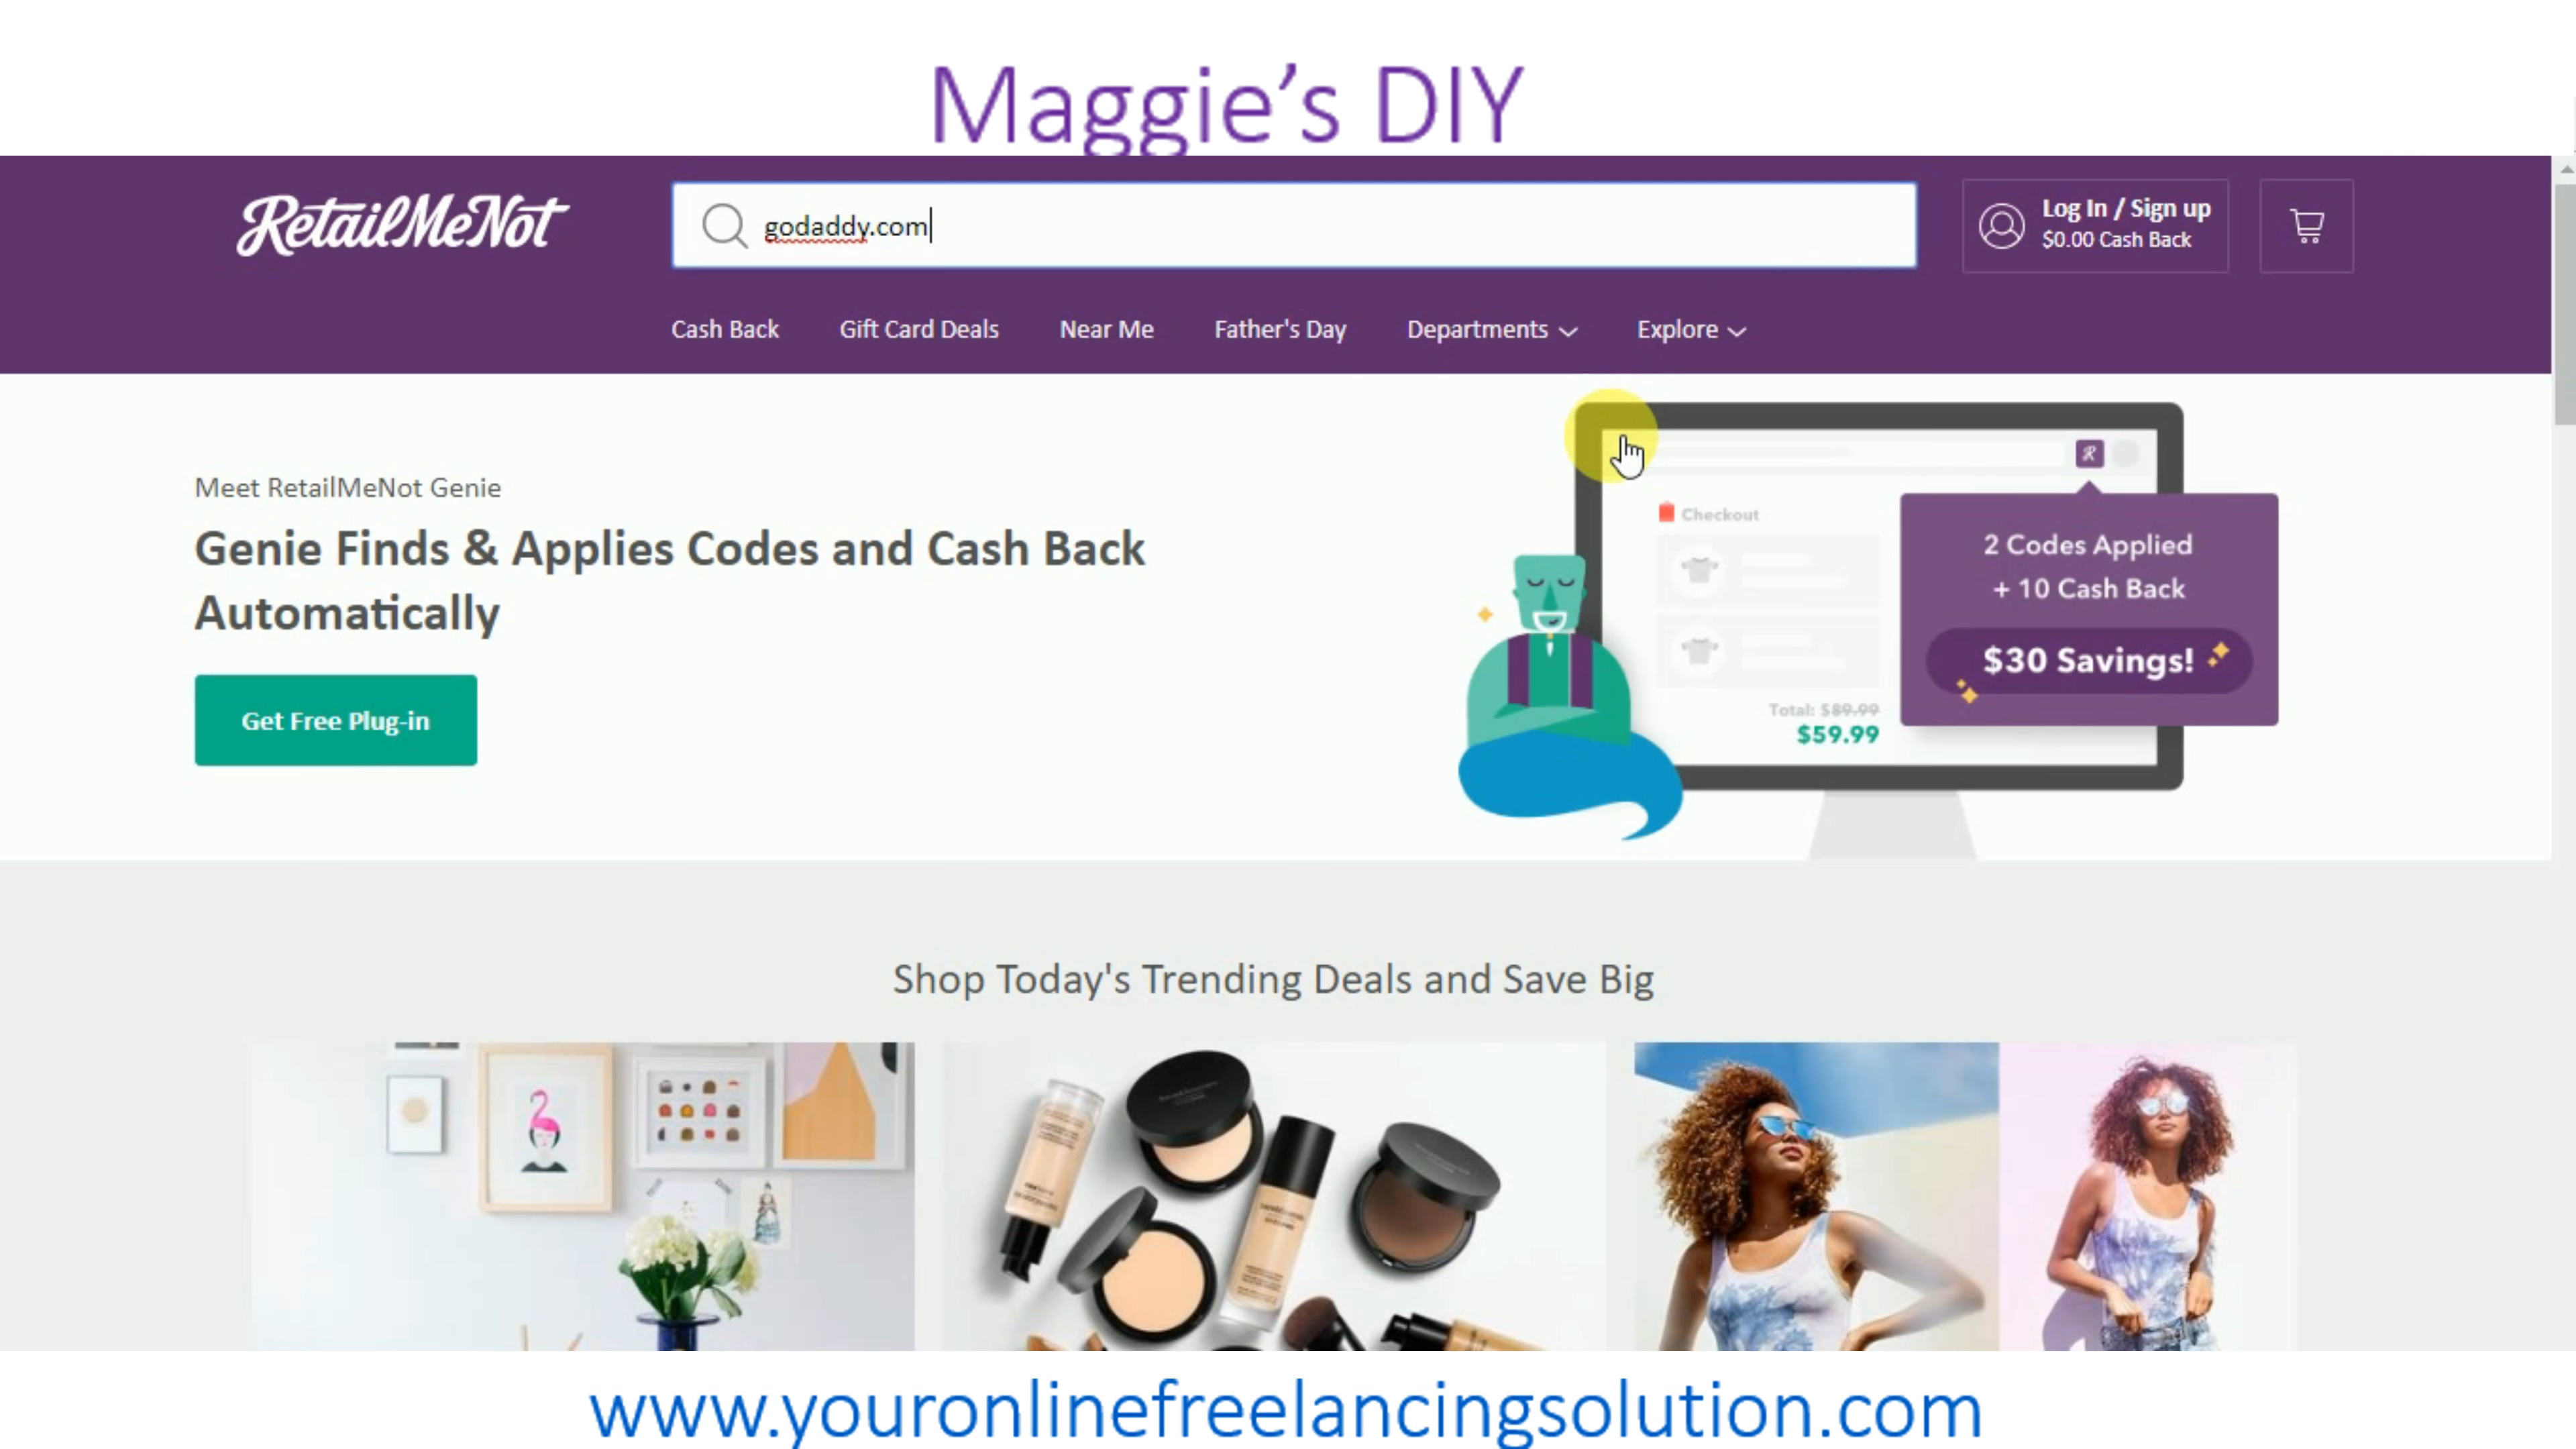 Maggie's DIY
RetailMeNot
godaddy.com
Log In / Sign up
$0.00 Cash Back
Cash Back
Gift Card Deals
Near Me
Father's Day
Departments
Explore
Meet RetailMeNot Genie
Genie Finds & Applies Codes and Cash Back
Automatically
Get Free Plug-in
R
Checkout
2 Codes Applied
+ 10 Cash Back
$30 Savings!
Total: $89.99
$59.99
Shop Today's Trending Deals and Save Big
www.youronlinefreelancingsolution.com